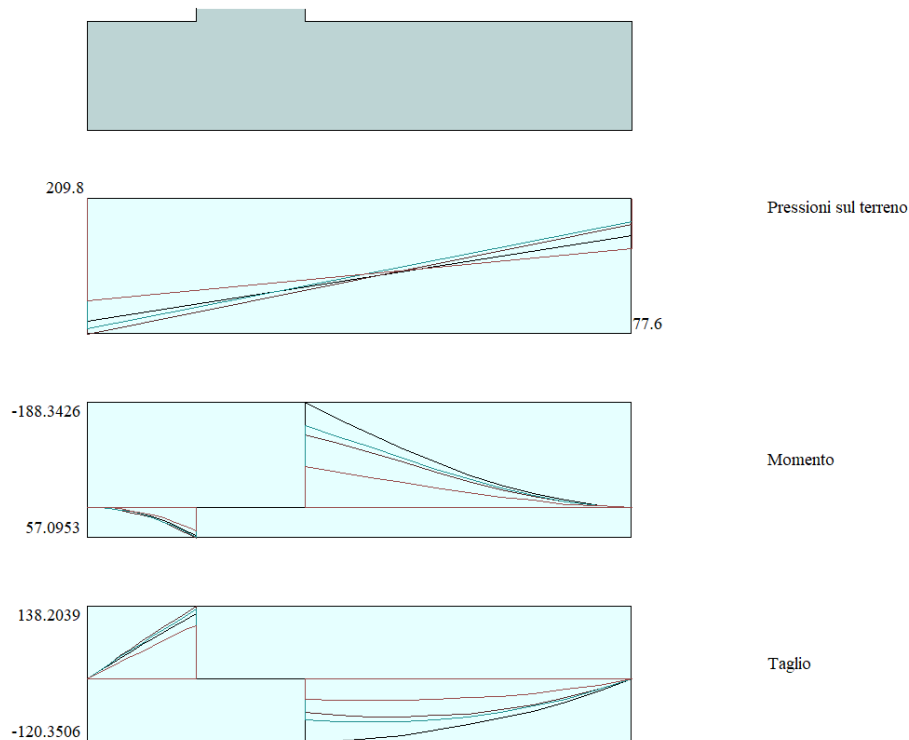 209.8
Pressioni sul terreno
77.6
-188.3426
Momento
57.0953
138.2039
Taglio
-120.3506